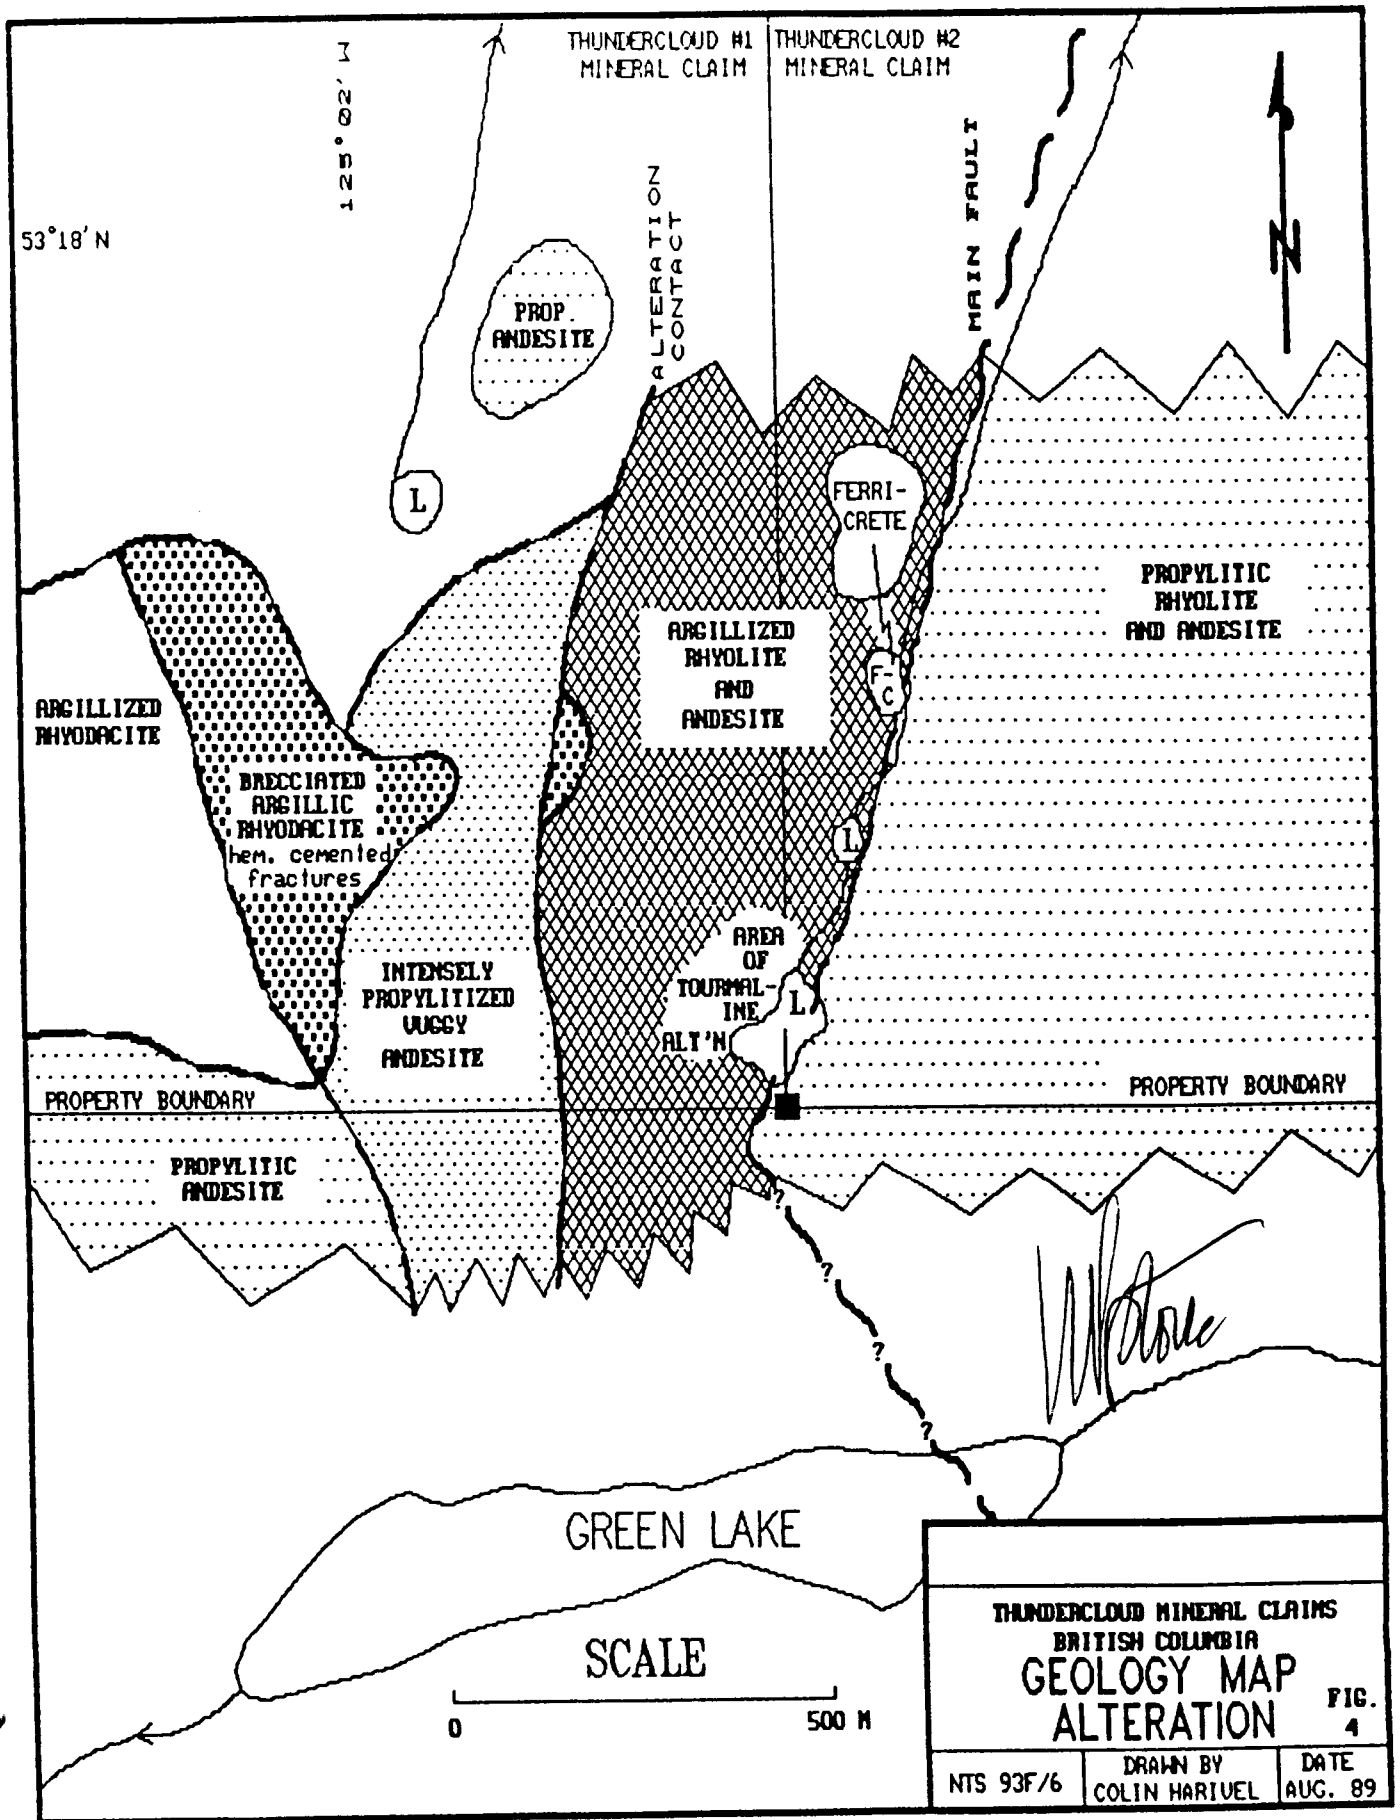 THUNDERCLOUD #1
MINERAL CLAIM
THUNDERCLOUD #2
MINERAL CLAIM
125° 02' W
53°18' N
ALTERATION
CONTACT
MAIN FAULT
N
PROP.
ANDESITE
L
FERRI-
CRETE
PROPYLITIC
RHYOLITE
AND ANDESITE
ARGILLIZED
RHYOLITE
AND
ANDESITE
F-
C
ARGILLIZED
RHYODACITE
BRECCIATED
ARGILLIC
RHYODACITE
hem. cemented
fractures
L
AREA
OF
TOURMAL-
INE
ALT'N
L
INTENSELY
PROPYLITIZED
VUGGY
ANDESITE
PROPERTY BOUNDARY
PROPERTY BOUNDARY
PROPYLITIC
ANDESITE
?
?
?
?
GREEN LAKE
SCALE
0
500 M
THUNDERCLOUD MINERAL CLAIMS
BRITISH COLUMBIA
GEOLOGY MAP
ALTERATION
FIG.
4
NTS 93F/6
DRAWN BY
COLIN HARIVEL
DATE
AUG. 89